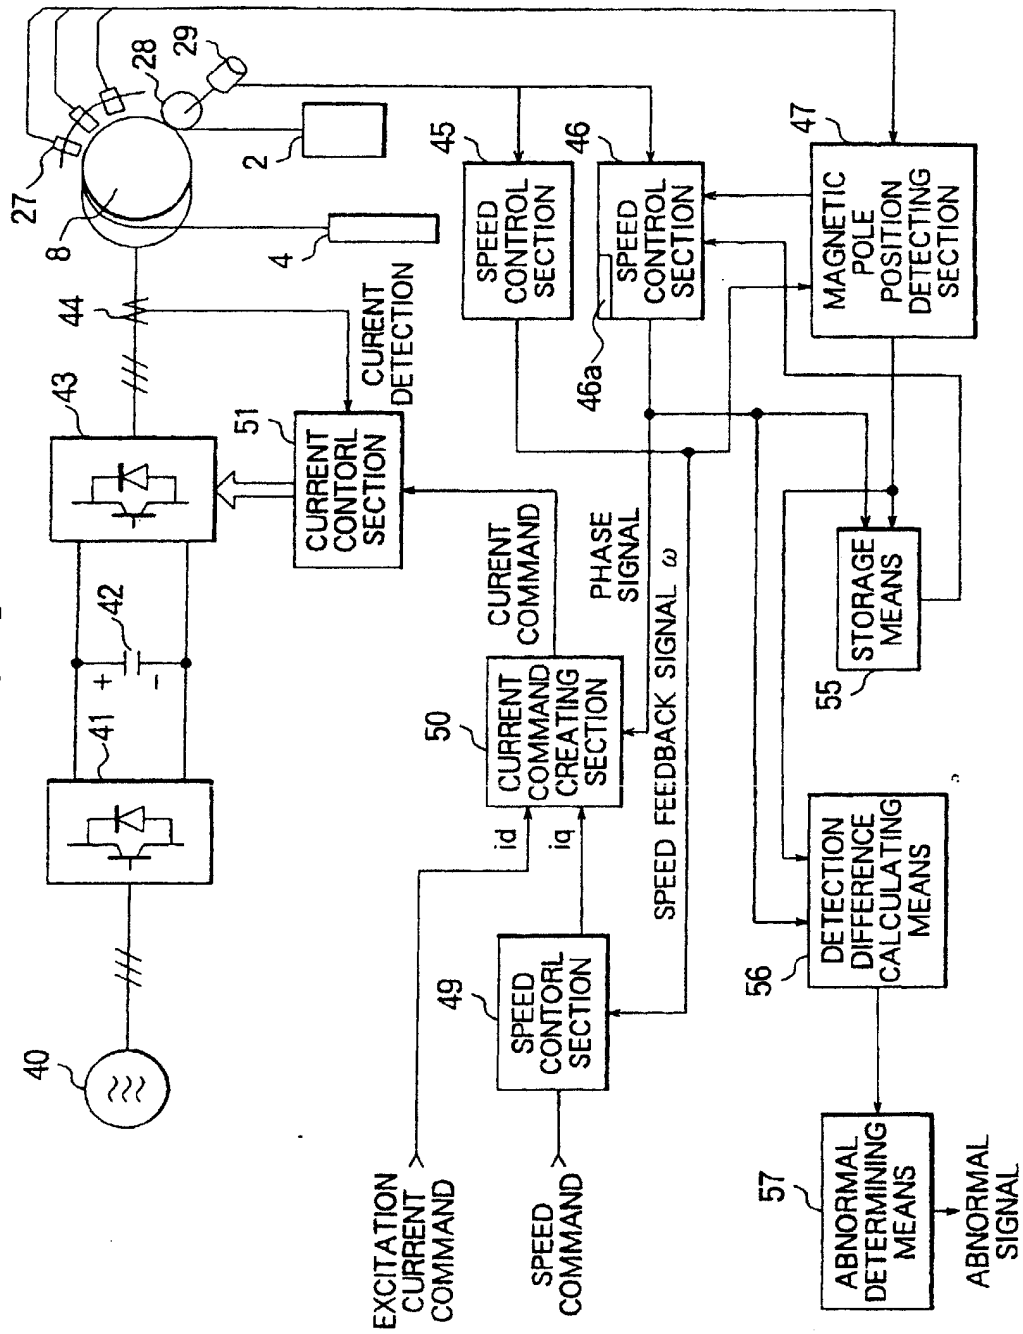 40
41
+
-
42
43
44
8
27
28
29
4
2
CURENT
DETECTION
51
CURRENT
CONTORL
SECTION
CURENT
COMMAND
50
CURRENT
COMMAND
CREATING
SECTION
id
iq
EXCITATION
CURRENT
COMMAND
SPEED
COMMAND
49
SPEED
CONTORL
SECTION
PHASE
SIGNAL
SPEED FEEDBACK SIGNAL ω
45
SPEED
CONTROL
SECTION
46
SPEED
CONTROL
SECTION
46a
47
MAGNETIC
POLE
POSITION
DETECTING
SECTION
55
STORAGE
MEANS
56
DETECTION
DIFFERENCE
CALCULATING
MEANS
57
ABNORMAL
DETERMINING
MEANS
ABNORMAL
SIGNAL